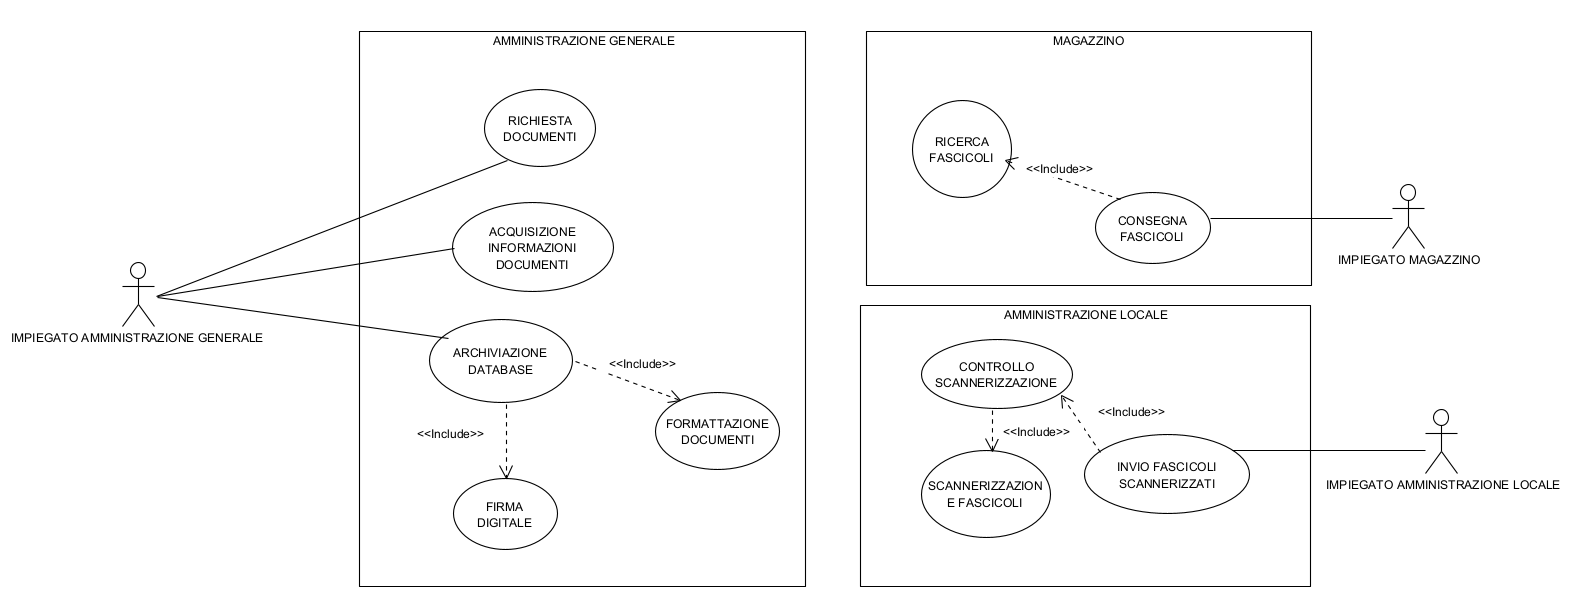 AMMINISTRAZIONE GENERALE
RICHIESTA
DOCUMENTI
ACQUISIZIONE
INFORMAZIONI
DOCUMENTI
IMPIEGATO AMMINISTRAZIONE GENERALE
ARCHIVIAZIONE
DATABASE
<<Include>>
FORMATTAZIONE
DOCUMENTI
<<Include>>
FIRMA
DIGITALE
MAGAZZINO
RICERCA
FASCICOLI
<<Include>>
CONSEGNA
FASCICOLI
IMPIEGATO MAGAZZINO
AMMINISTRAZIONE LOCALE
CONTROLLO
SCANNERIZZAZIONE
<<Include>>
<<Include>>
SCANNERIZZAZION
E FASCICOLI
INVIO FASCICOLI
SCANNERIZZATI
IMPIEGATO AMMINISTRAZIONE LOCALE